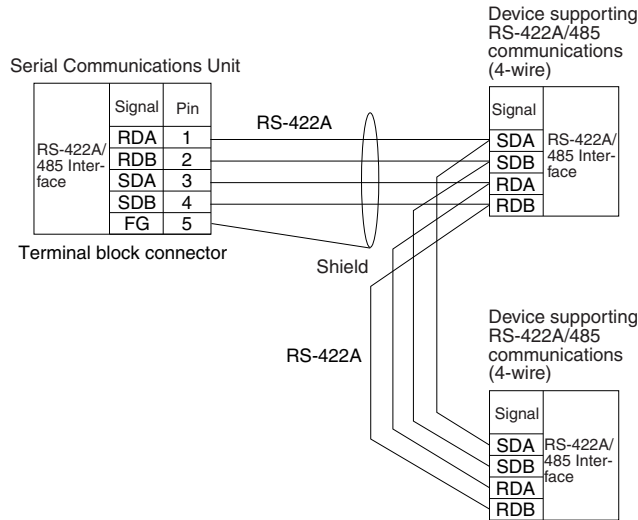 Device supporting
RS-422A/485
communications
(4-wire)
Serial Communications Unit
Signal Pin
RS-422A/
485 Inter-
face
RDA 1
RDB 2
SDA 3
SDB 4
FG 5
Terminal block connector
RS-422A
Shield
Signal
SDA
SDB
RDA
RDB
RS-422A/
485 Inter-
face
RS-422A
Device supporting
RS-422A/485
communications
(4-wire)
Signal
SDA
SDB
RDA
RDB
RS-422A/
485 Inter-
face